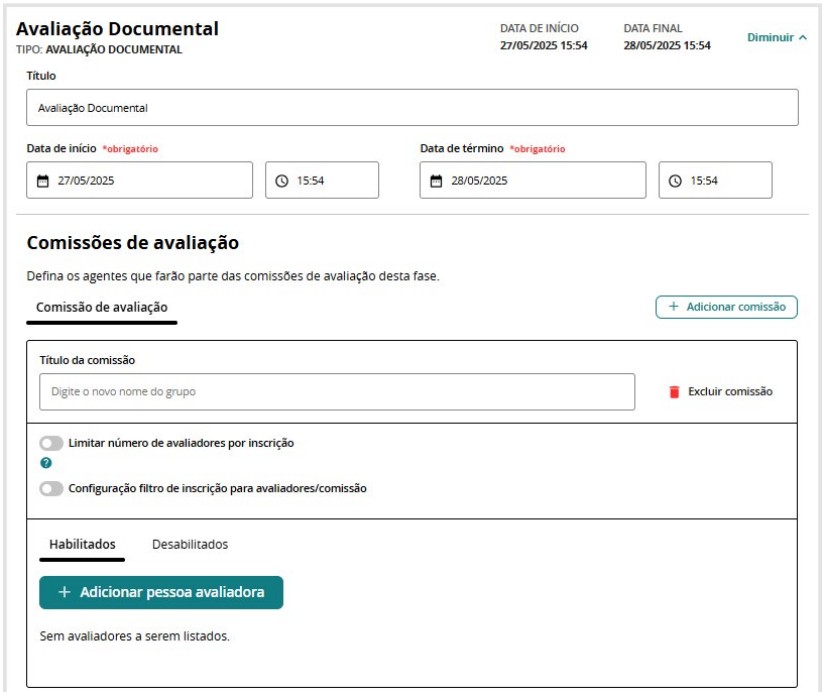 Avaliação Documental
TIPO: AVALIAÇÃO DOCUMENTAL
DATA DE INÍCIO
27/05/2025 15:54
DATA FINAL
28/05/2025 15:54
Diminuir
Título
Avaliação Documental
Data de início *obrigatório
27/05/2025
15:54
Data de término *obrigatório
28/05/2025
15:54
Comissões de avaliação
Defina os agentes que farão parte das comissões de avaliação desta fase.
Comissão de avaliação
+ Adicionar comissão
Título da comissão
Digite o novo nome do grupo
Excluir comissão
Limitar número de avaliadores por inscrição
?
Configuração filtro de inscrição para avaliadores/comissão
Habilitados
Desabilitados
+ Adicionar pessoa avaliadora
Sem avaliadores a serem listados.